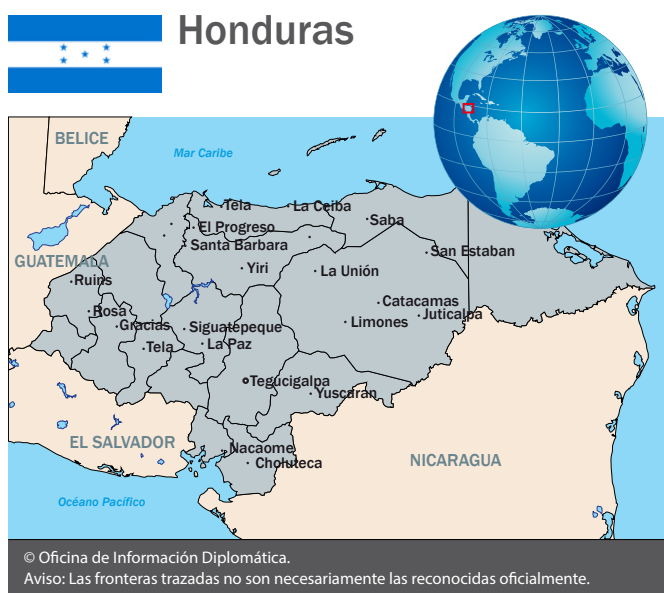 Honduras
BELICE
Mar Caribe
Tela
La Ceiba
Saba
El Progreso
Santa Barbara
San Estaban
GUATEMALA
Yiri
La Unión
Ruins
Catacamas
Rosa
Juticalpa
Gracias
Siguatepeque
Limones
Tela
La Paz
Tegucigalpa
Yuscaran
EL SALVADOR
Nacaome
NICARAGUA
Choluteca
Océano Pacífico
© Oficina de Información Diplomática.
Aviso: Las fronteras trazadas no son necesariamente las reconocidas oficialmente.